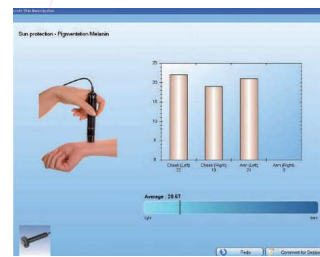 Sun protection - Pigmentation Melanin
25
20
15
10
5
0
Cheek (Left) Cheek (Right) Arm (Left) Arm (Right)
22 19 21 0
Average : 20.67
light dark
Redo Comment for Doctor